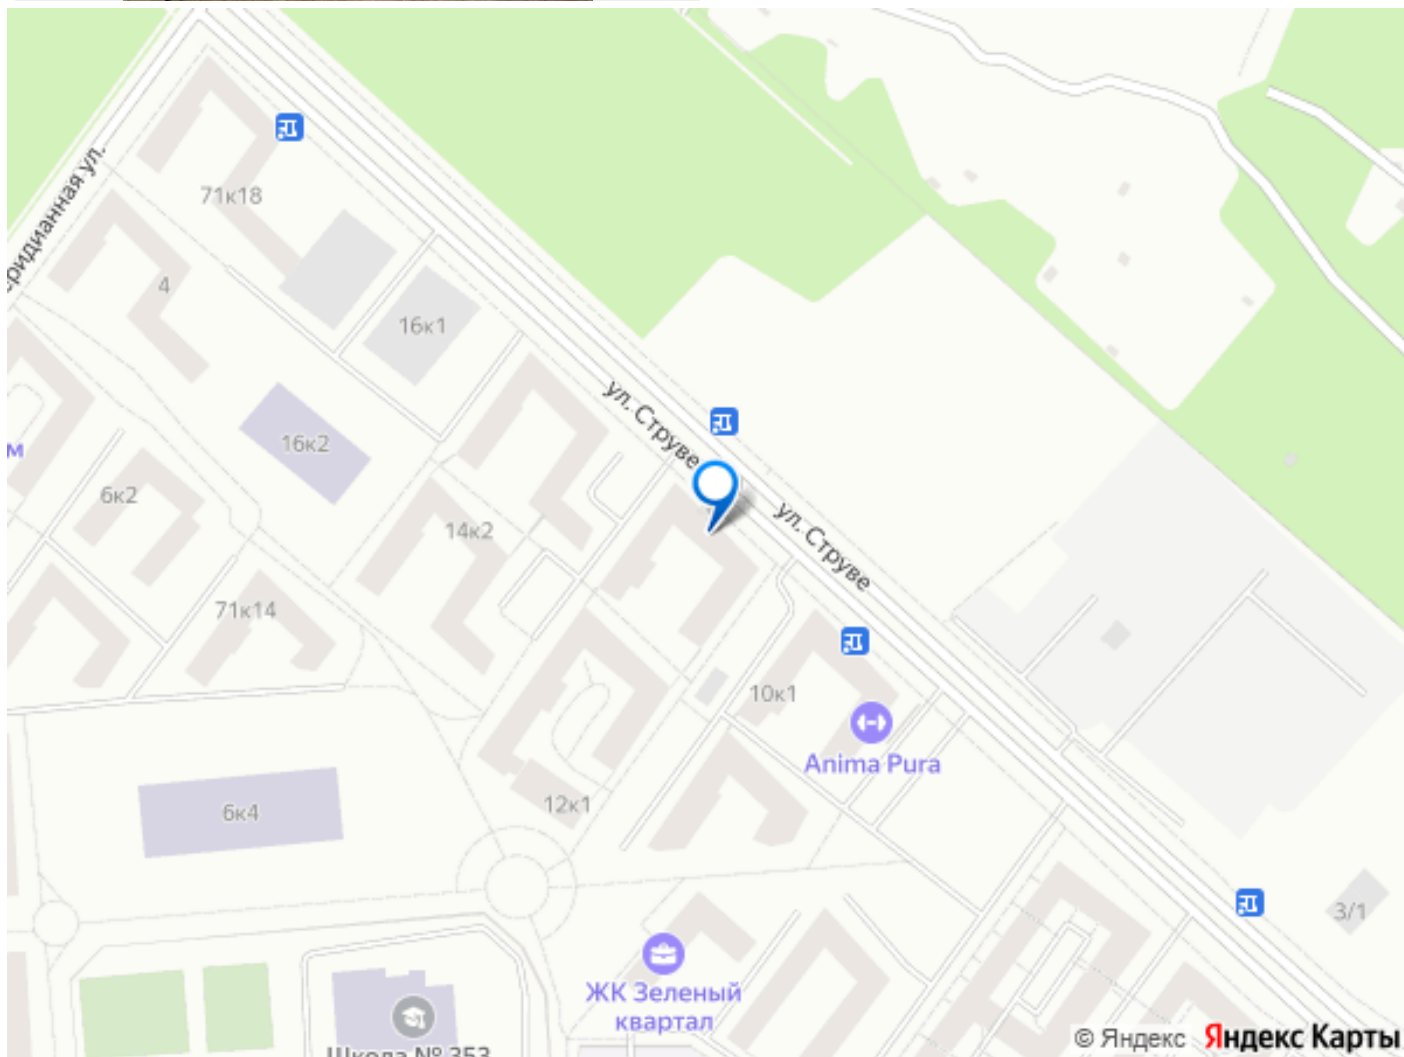 еридианная ул.
71к18
4
16к1
ул. Струве
16к2
м
6к2
14к2
ул. Струве
71к14
10к1
Anima Pura
12к1
6к4
3/1
ЖК Зеленый
квартал
Школа № 353
© Яндекс Яндекс Карты